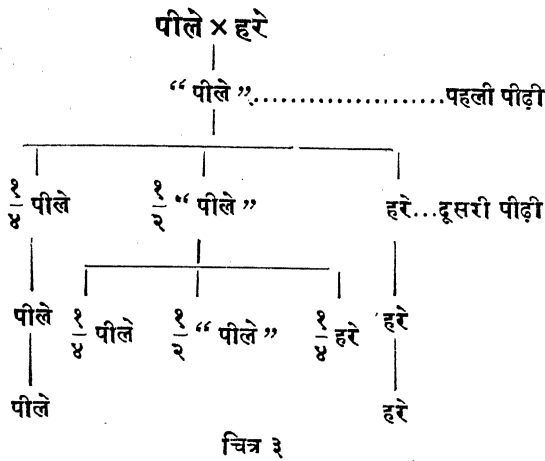 पीले × हरे
“पीले”......................पहली पीढ़ी
१/४ पीले १/२ “पीले” हरे...दूसरी पीढ़ी
पीले १/४ पीले १/२ “पीले” १/४ हरे हरे
पीले हरे
चित्र ३